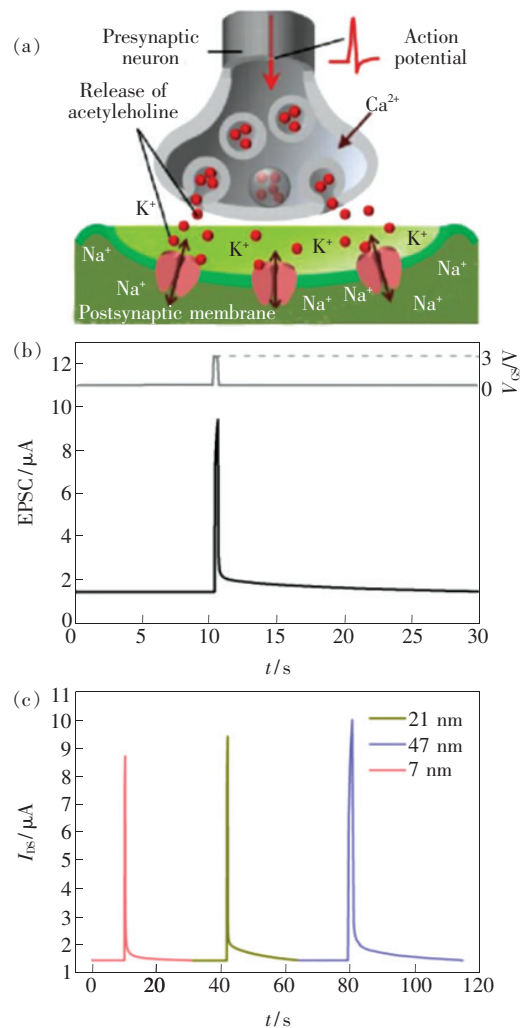 (a)
Presynaptic
neuron
Action
potential
Release of
acetyleholine
Ca²⁺
K⁺
K⁺
K⁺
K⁺
Na⁺
Na⁺
Na⁺
Na⁺
Na⁺
Na⁺
Postsynaptic membrane
(b)
12
10
8
6
4
2
EPSC/μA
3
0
V_GS/V
0
5
10
15
20
25
30
t/s
(c)
11
10
9
8
7
6
5
4
3
2
1
I_DS/μA
21 nm
47 nm
7 nm
0
20
40
60
80
100
120
t/s